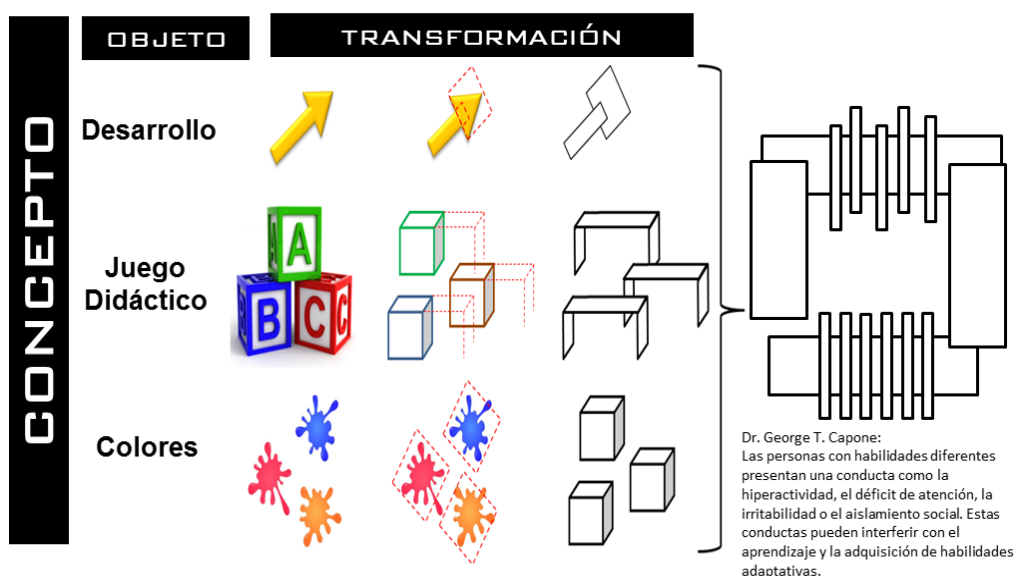 CONCEPTO
OBJETO
TRANSFORMACIÓN
Desarrollo
Juego
Didáctico
A
A
B
B
C
C
Colores
Dr. George T. Capone:
Las personas con habilidades diferentes
presentan una conducta como la
hiperactividad, el déficit de atención, la
irritabilidad o el aislamiento social. Estas
conductas pueden interferir con el
aprendizaje y la adquisición de habilidades
adaptativas.